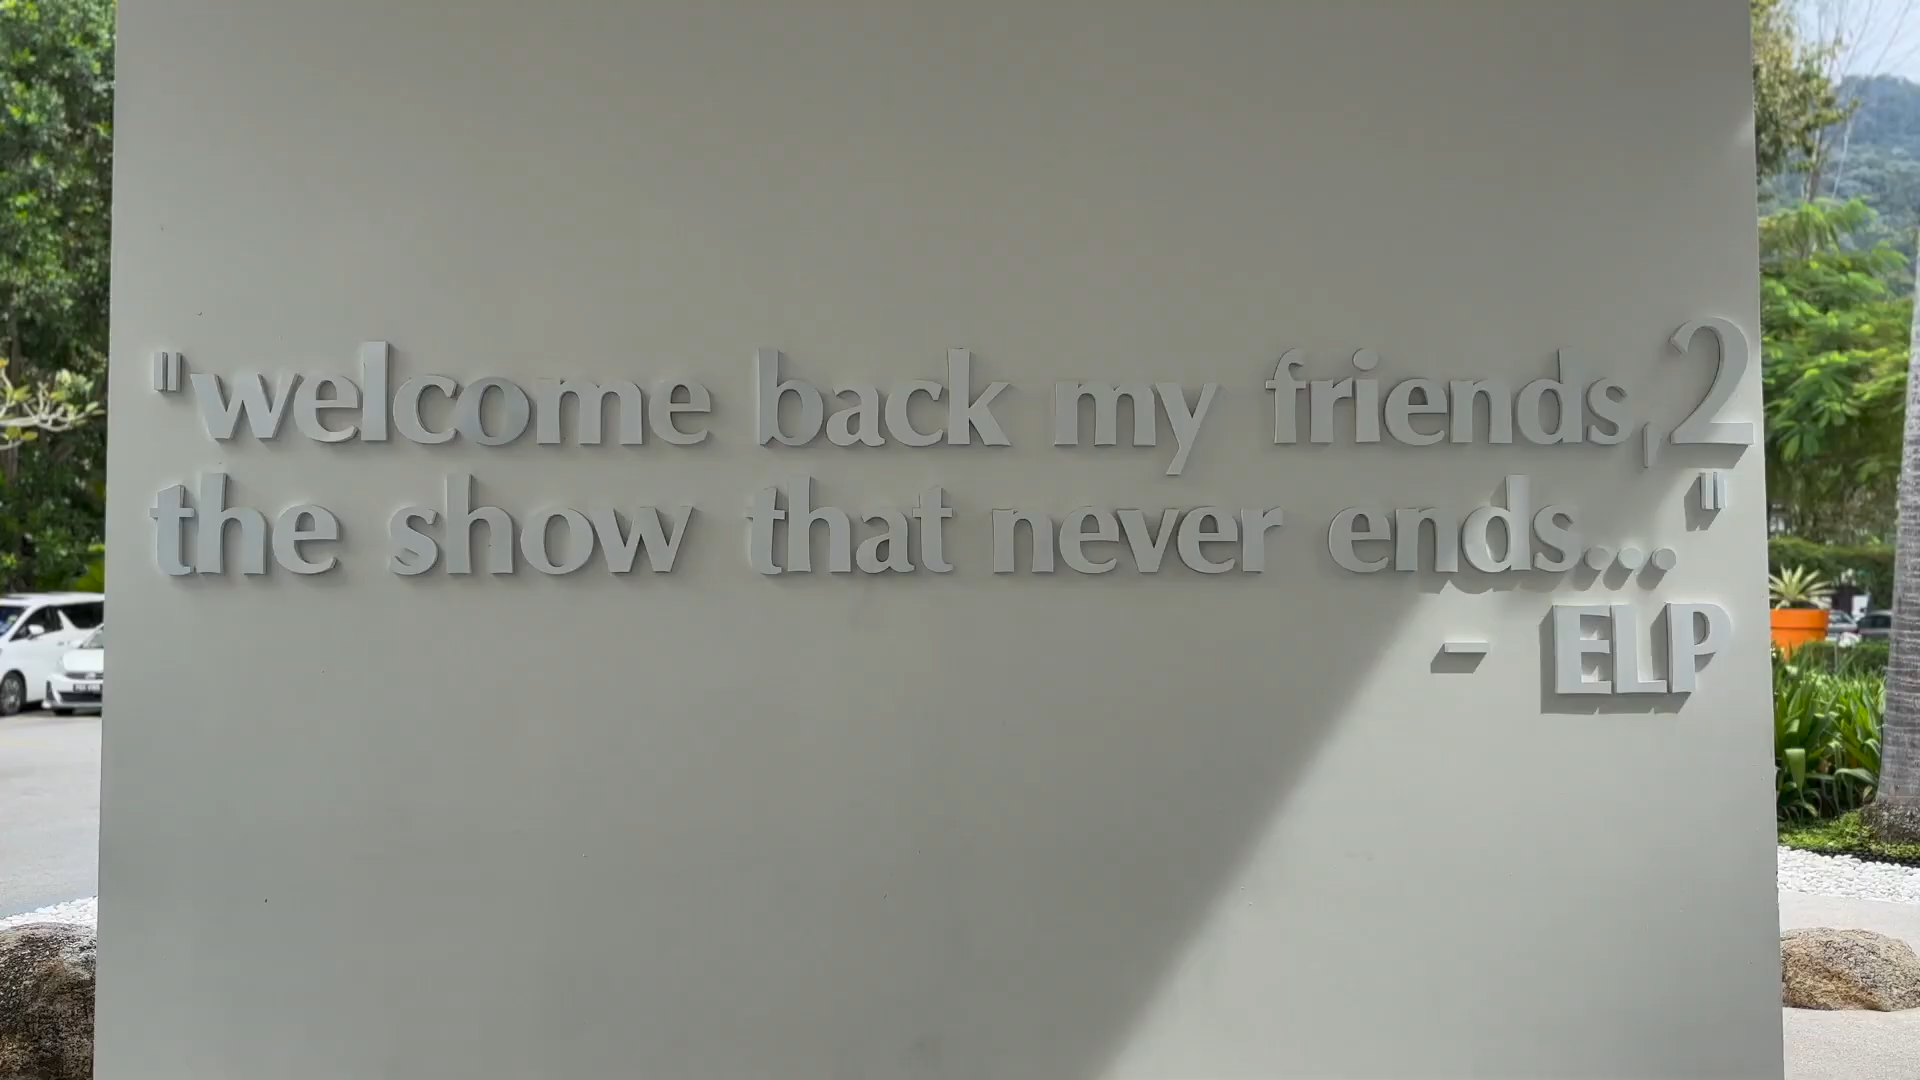 "welcome back my friends, 2
the show that never ends..."
- ELP